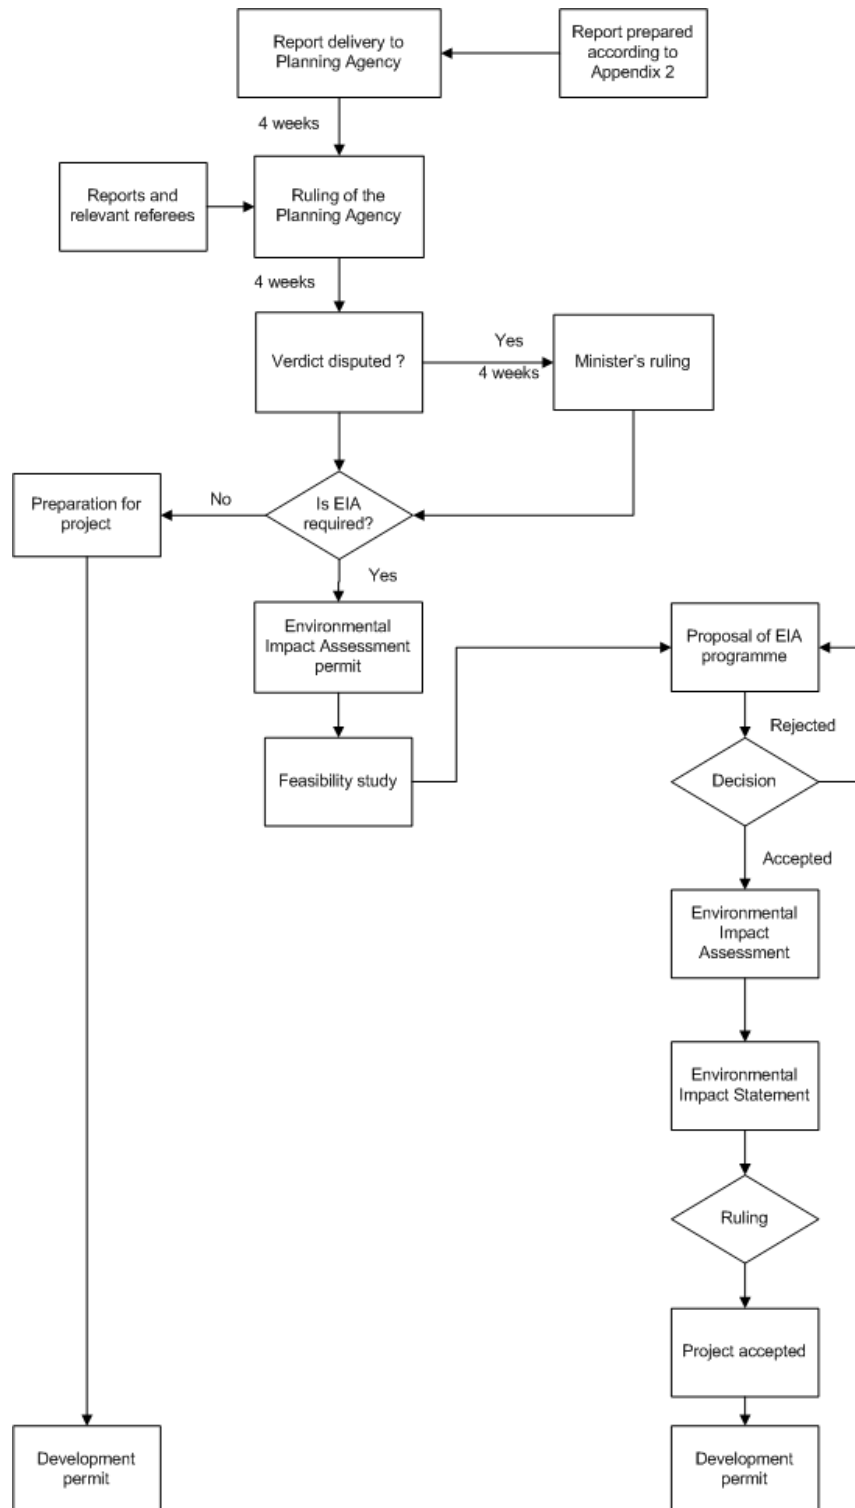 Report delivery to
Planning Agency
Report prepared
according to
Appendix 2
4 weeks
Reports and
relevant referees
Ruling of the
Planning Agency
4 weeks
Verdict disputed ?
Yes
4 weeks
Minister's ruling
Preparation for
project
No
Is EIA
required?
Yes
Environmental
Impact Assessment
permit
Proposal of EIA
programme
Rejected
Feasibility study
Decision
Accepted
Environmental
Impact
Assessment
Environmental
Impact Statement
Ruling
Project accepted
Development
permit
Development
permit